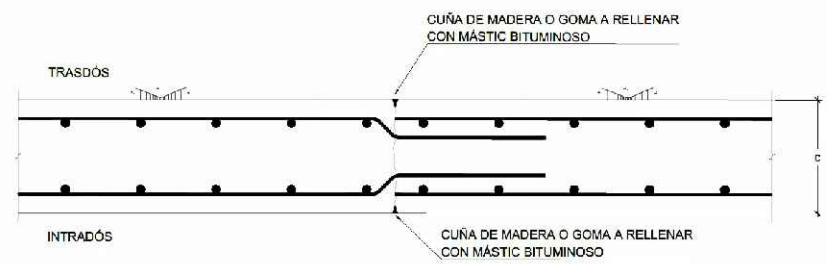 CUÑA DE MADERA O GOMA A RELLENAR
CON MÁSTIC BITUMINOSO
TRASDÓS
C
INTRADÓS
CUÑA DE MADERA O GOMA A RELLENAR
CON MÁSTIC BITUMINOSO